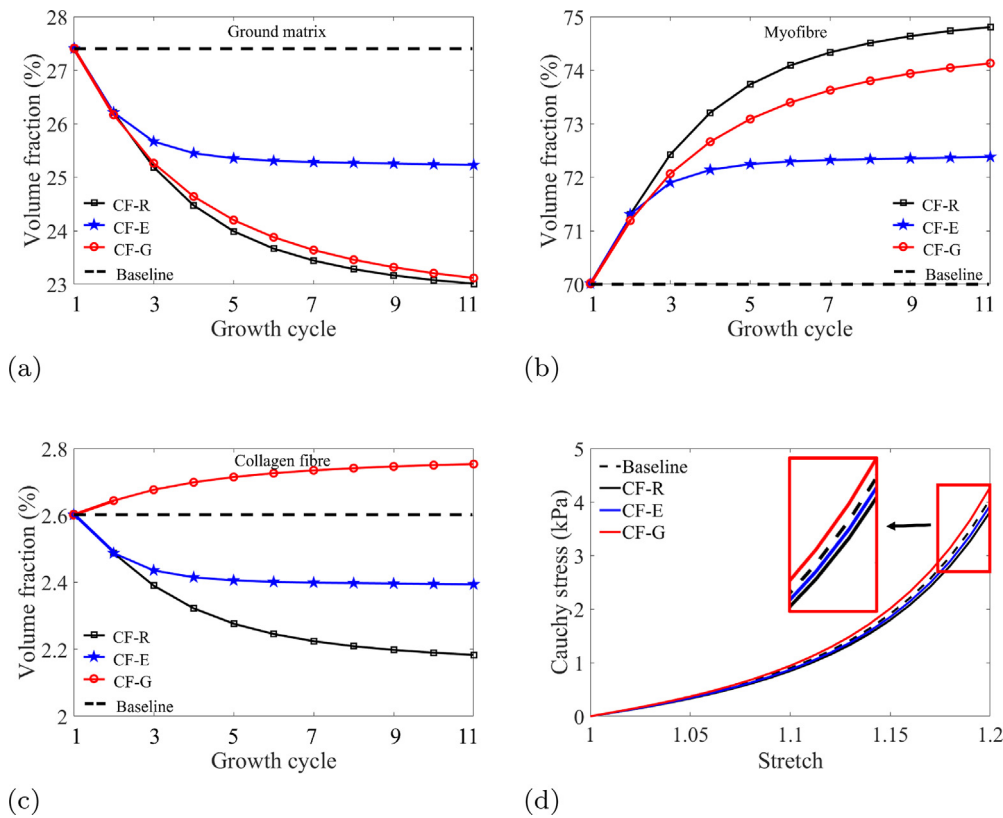 28
27
26
25
24
23
Volume fraction (%)
Ground matrix
CF-R
CF-E
CF-G
Baseline
1 3 5 7 9 11
Growth cycle
(a)
75
74
73
72
71
70
Volume fraction (%)
Myofibre
CF-R
CF-E
CF-G
Baseline
1 3 5 7 9 11
Growth cycle
(b)
2.8
2.6
2.4
2.2
2
Volume fraction (%)
Collagen fibre
CF-R
CF-E
CF-G
Baseline
1 3 5 7 9 11
Growth cycle
(c)
5
4
3
2
1
0
Cauchy stress (kPa)
Baseline
CF-R
CF-E
CF-G
1 1.05 1.1 1.15 1.2
Stretch
(d)